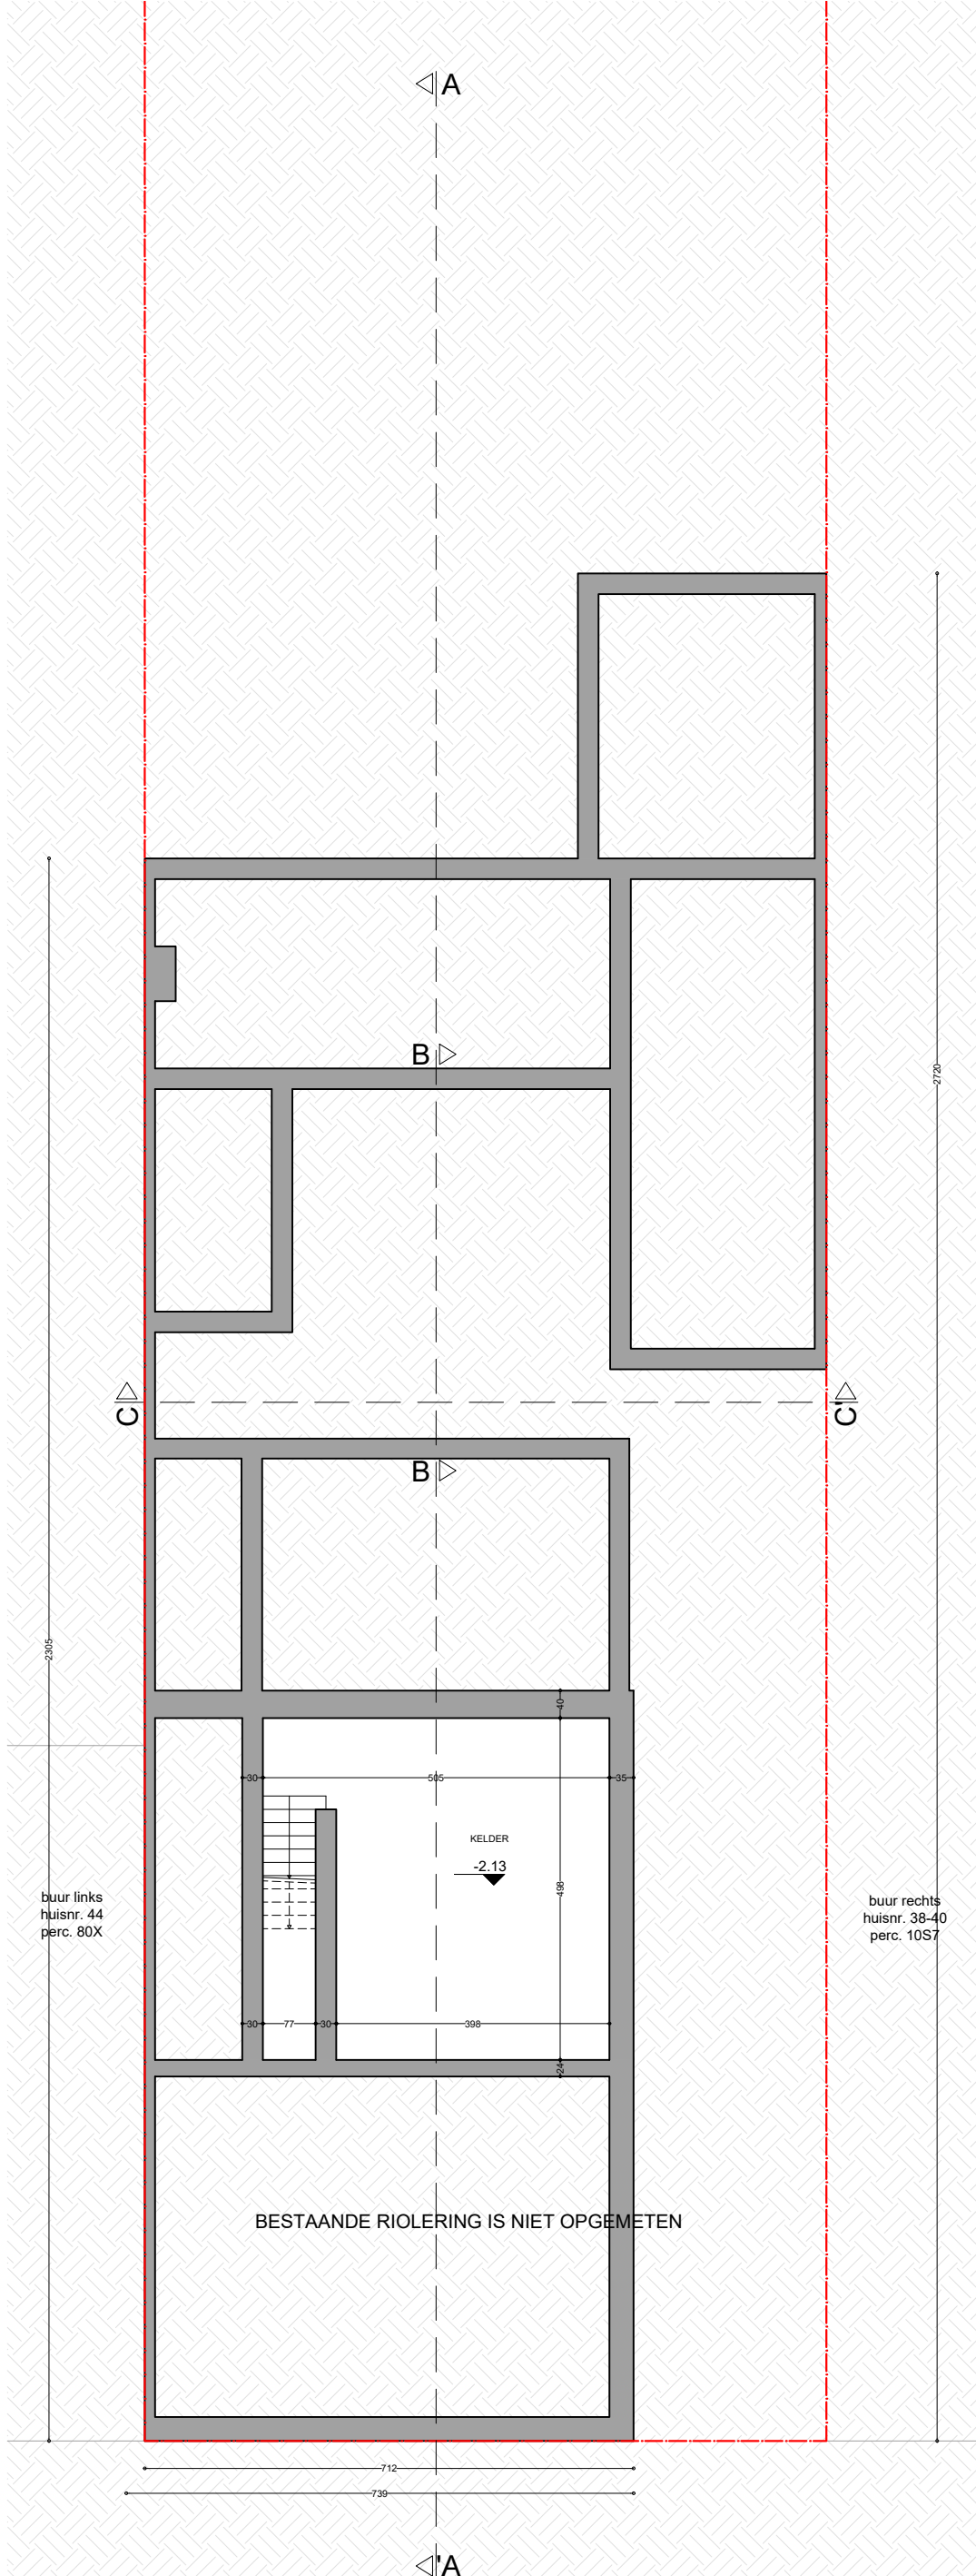 A
2720
B
C
C'
B
2305
40
30
505
35
KELDER
-2.13
498
buur links
huisnr. 44
perc. 80X
buur rechts
huisnr. 38-40
perc. 10S7
30
77
30
398
24
BESTAANDE RIOLERING IS NIET OPGEMETEN
712
739
'A